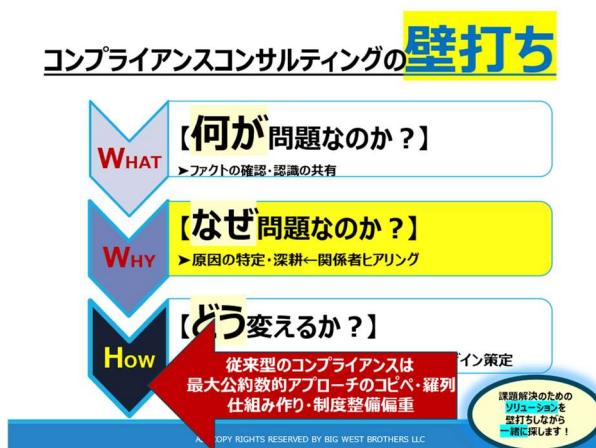 コンプライアンスコンサルティングの壁打ち
WHAT
【何が問題なのか？】
➤ファクトの確認・認識の共有
WHY
【なぜ問題なのか？】
➤原因の特定・深耕←関係者ヒアリング
HOW
【どう変えるか？】
イン策定
従来型のコンプライアンスは
最大公約数的アプローチのコピペ・羅列
仕組み作り・制度整備偏重
課題解決のための
ソリューションを
壁打ちしながら
一緒に探します！
COPY RIGHTS RESERVED BY BIG WEST BROTHERS LLC